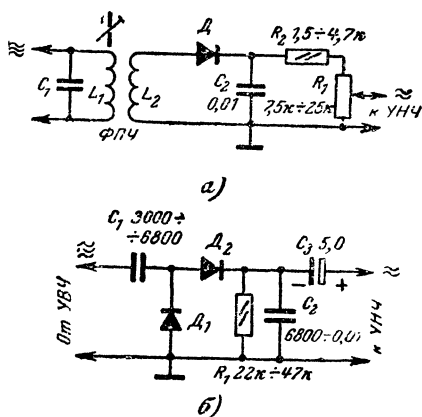 Д
R₂ 1,5÷4,7к
C₁
L₁
L₂
C₂
0,01
R₁
7,5к÷25к
к УНЧ
ФПЧ
а)
C₁ 3000÷
÷6800
Д₂
C₃ 5,0
От УВЧ
Д₁
− +
C₂
6800÷0,01
к УНЧ
R₁ 22к÷47к
б)